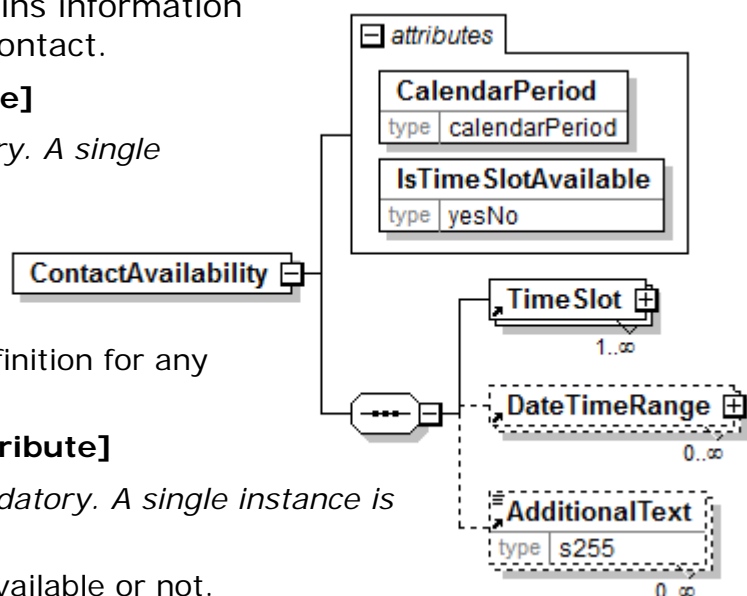 ins information
ontact.
e]
ry. A single
finition for any
ribute]
datory. A single instance is
vailable or not.
attributes
CalendarPeriod
type calendarPeriod
IsTimeSlotAvailable
type yesNo
ContactAvailability
TimeSlot
1..∞
DateTimeRange
0..∞
AdditionalText
type s255
0..∞